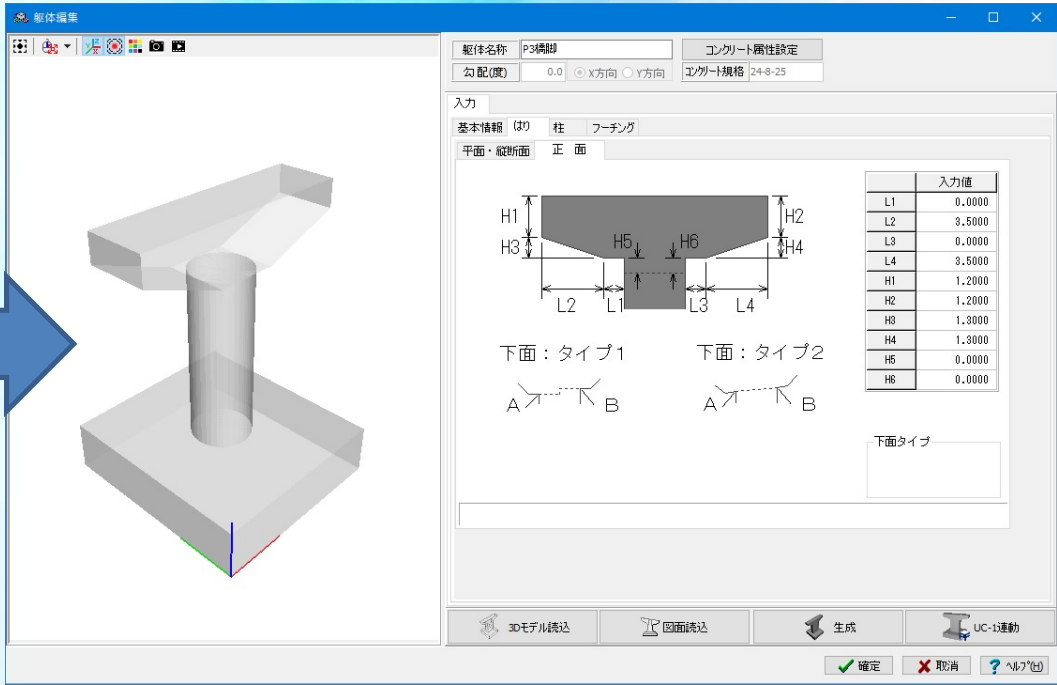 躯体編集
躯体名称 P3橋脚 コンクリート属性設定
勾配(度) 0.0 X方向 Y方向 コンクリート規格 24-8-25
入力
基本情報 はり 柱 フーチング
平面・縦断面 正 面
入力値
L1 0.0000
L2 3.5000
L3 0.0000
L4 3.5000
H1 1.2000
H2 1.2000
H3 1.3000
H4 1.3000
H5 0.0000
H6 0.0000
H1 H2
H3 H5 H6 H4
L2 L1 L3 L4
下面：タイプ1 下面：タイプ2
A B A B
下面タイプ
3Dモデル読込 図面読込 生成 UC-1連動
確定 取消 ヘルプ(H)